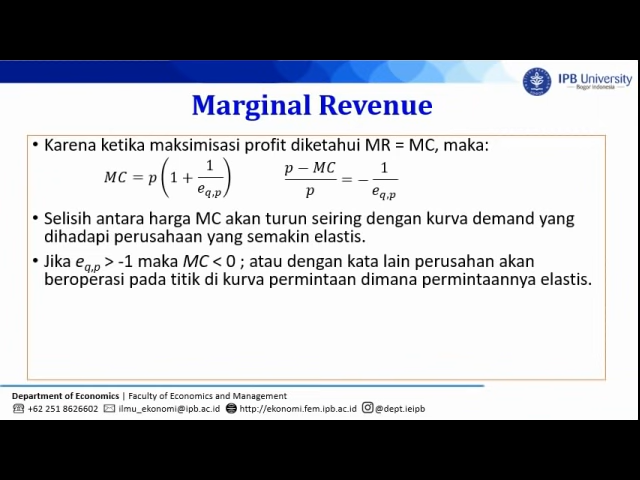 IPB University
Bogor Indonesia
Marginal Revenue
• Karena ketika maksimisasi profit diketahui MR = MC, maka:
MC = p(1 + 1/e_{q,p})    (p − MC)/p = −1/e_{q,p}
• Selisih antara harga MC akan turun seiring dengan kurva demand yang
dihadapi perusahaan yang semakin elastis.
• Jika e_{q,p} > -1 maka MC < 0 ; atau dengan kata lain perusahan akan
beroperasi pada titik di kurva permintaan dimana permintaannya elastis.
Department of Economics | Faculty of Economics and Management
+62 251 8626602 ilmu_ekonomi@ipb.ac.id http://ekonomi.fem.ipb.ac.id @dept.ieipb